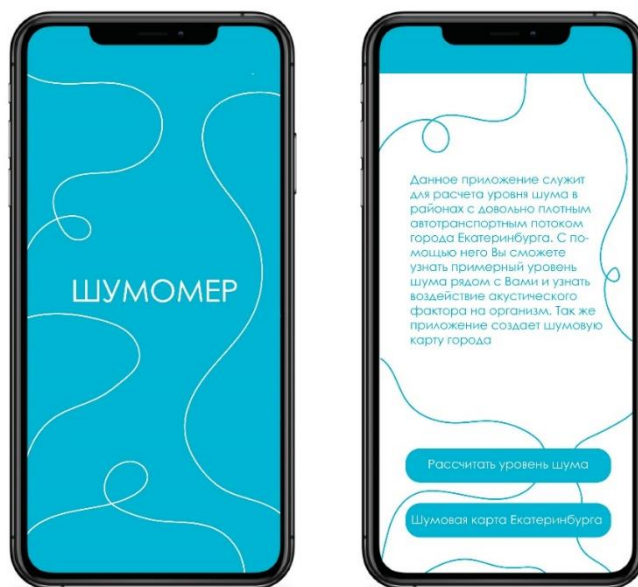 ШУМОМЕР
Данное приложение служит
для расчета уровня шума в
районах с довольно плотным
автотранспортным потоком
города Екатеринбурга. С по-
мощью него Вы сможете
узнать примерный уровень
шума рядом с Вами и узнать
воздействие акустического
фактора на организм. Так же
приложение создает шумовую
карту города
Рассчитать уровень шума
Шумовая карта Екатеринбурга